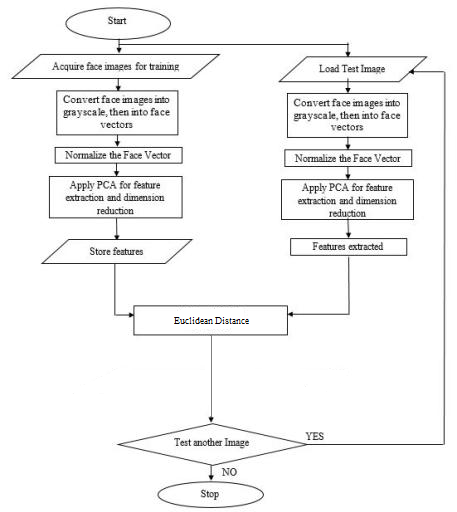 Start
Acquire face images for training
Convert face images into
grayscale, then into face
vectors
Normalize the Face Vector
Apply PCA for feature
extraction and dimension
reduction
Store features
Load Test Image
Convert face images into
grayscale, then into face
vectors
Normalize the Face Vector
Apply PCA for feature
extraction and dimension
reduction
Features extracted
Euclidean Distance
Test another Image
YES
NO
Stop